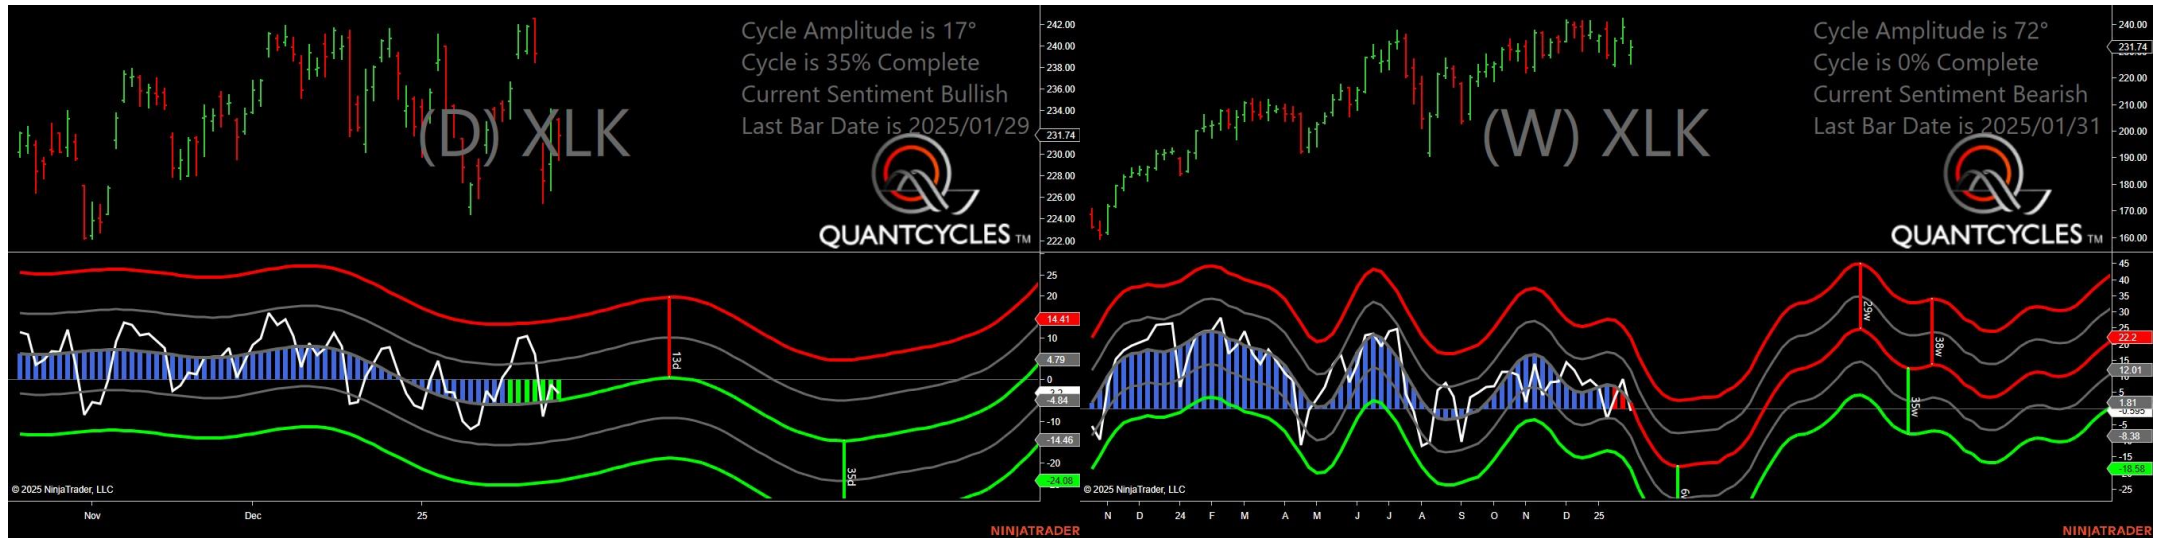 Cycle Amplitude is 17°
Cycle is 35% Complete
Current Sentiment Bullish
Last Bar Date is 2025/01/29
(D) XLK
QUANTCYCLES TM
242.00
240.00
238.00
236.00
234.00
231.74
230.00
228.00
226.00
224.00
222.00
25
20
14.41
10
4.79
0
-4.84
-10
-14.46
-20
-24.08
13d
35d
© 2025 NinjaTrader, LLC
Nov
Dec
25
NINJATRADER
Cycle Amplitude is 72°
Cycle is 0% Complete
Current Sentiment Bearish
Last Bar Date is 2025/01/31
(W) XLK
QUANTCYCLES TM
240.00
231.74
220.00
210.00
200.00
190.00
180.00
170.00
160.00
45
35
30
25
22.2
20
15
12.01
5
1.81
-0.595
-5
-8.38
-15
-18.58
-25
29w
38w
35w
© 2025 NinjaTrader, LLC
N D 24 F M A M J J A S O N D 25
NINJATRADER